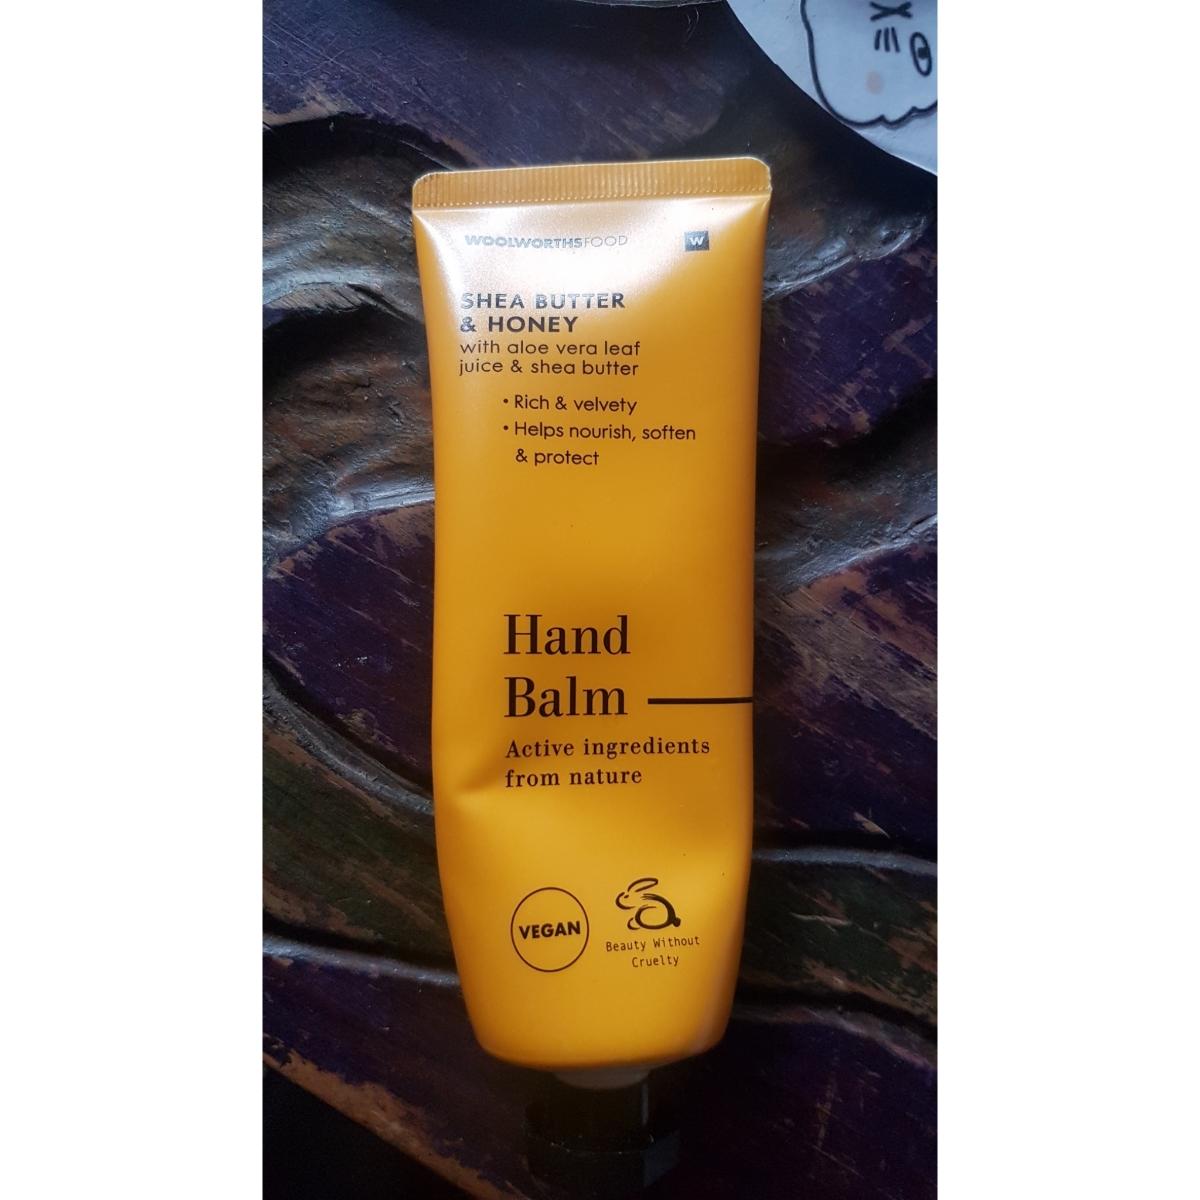 WOOLWORTHSFOOD
W
SHEA BUTTER
& HONEY
with aloe vera leaf
juice & shea butter
• Rich & velvety
• Helps nourish, soften
& protect
Hand
Balm
Active ingredients
from nature
VEGAN
Beauty Without
Cruelty